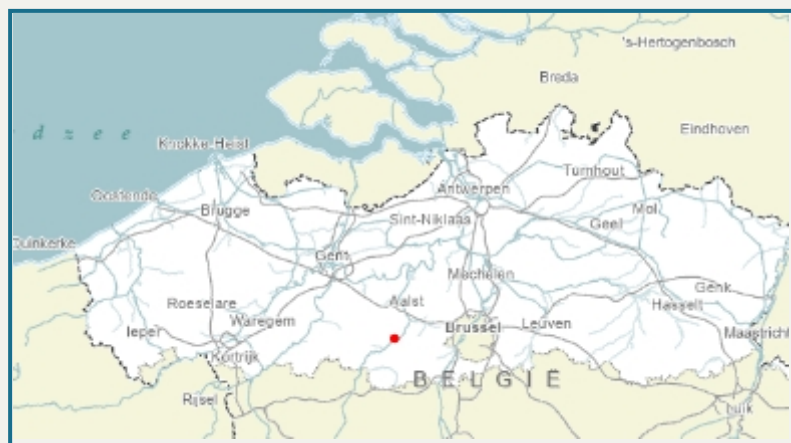 's-Hertogenbosch
Breda
d z e e
Eindhoven
Knokke-Heist
Turnhout
Oostende
Antwerpen
Mol
Brugge
Sint-Niklaas
Geel
Duinkerke
Gent
Mechelen
Genk
Roeselare
Aalst
Hasselt
Ieper
Waregem
Brussel
Leuven
Maastricht
Kortrijk
BELGIË
Rijsel
Luik